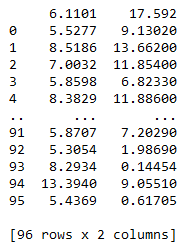 6.1101 17.592
0 5.5277 9.13020
1 8.5186 13.66200
2 7.0032 11.85400
3 5.8598 6.82330
4 8.3829 11.88600
.. ... ...
91 5.8707 7.20290
92 5.3054 1.98690
93 8.2934 0.14454
94 13.3940 9.05510
95 5.4369 0.61705
[96 rows x 2 columns]